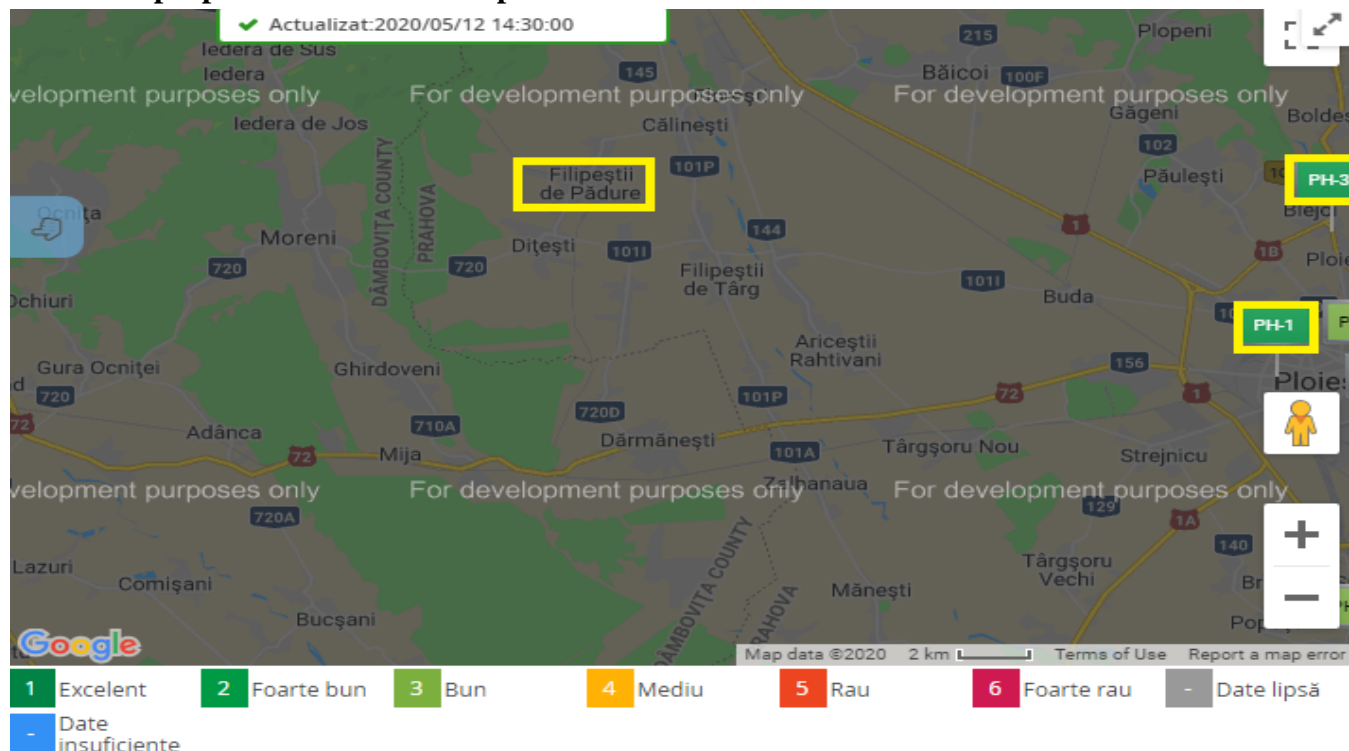 Actualizat:2020/05/12 14:30:00
Iedera de Sus
215
Plopeni
Iedera
145
Băicoi 100F
velopment purposes only For development purposes only For development purposes only
Iedera de Jos
Călinești
Găgeni
Boldeș
102
Filipeștii
de Pădure
101P
Păulești
PH-3
Ocnița
DÂMBOVIȚA COUNTY
PRAHOVA
Blejoi
Moreni
144
1
Dițești
101I
1B
Ploie
720
720
Filipeștii
de Târg
101I
Ochiuri
Buda
PH-1
Ariceștii
Rahtivani
Gura Ocniței
Ghirdoveni
156
Ploieș
720
101P
72
1
72
Adânca
710A
720D
Dărmănești
72
Mija
101A
Târgșoru Nou
Strejnicu
velopment purposes only For development purposes only For development purposes only
Zalhanaua
720A
129
1A
DÂMBOVIȚA COUNTY
PRAHOVA
140
Lazuri
Comișani
Târgșoru
Vechi
Mănești
Bucșani
Google
Map data ©2020 2 km Terms of Use Report a map error
1 Excelent 2 Foarte bun 3 Bun 4 Mediu 5 Rau 6 Foarte rau - Date lipsă
- Date
insuficiente